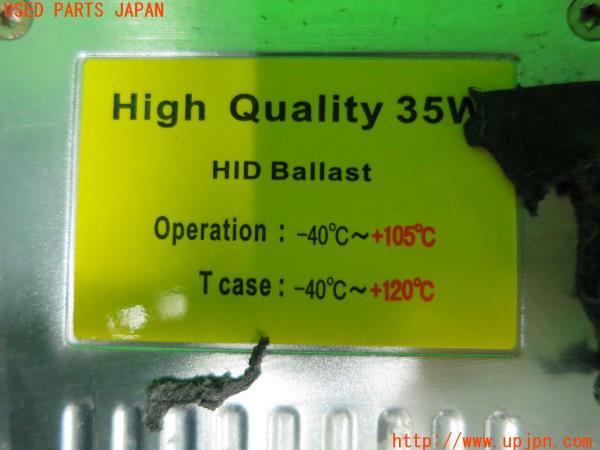 USED PARTS JAPAN
High Quality 35W
HID Ballast
Operation : -40℃～+105℃
T case : -40℃～+120℃
http://www.upjpn.com